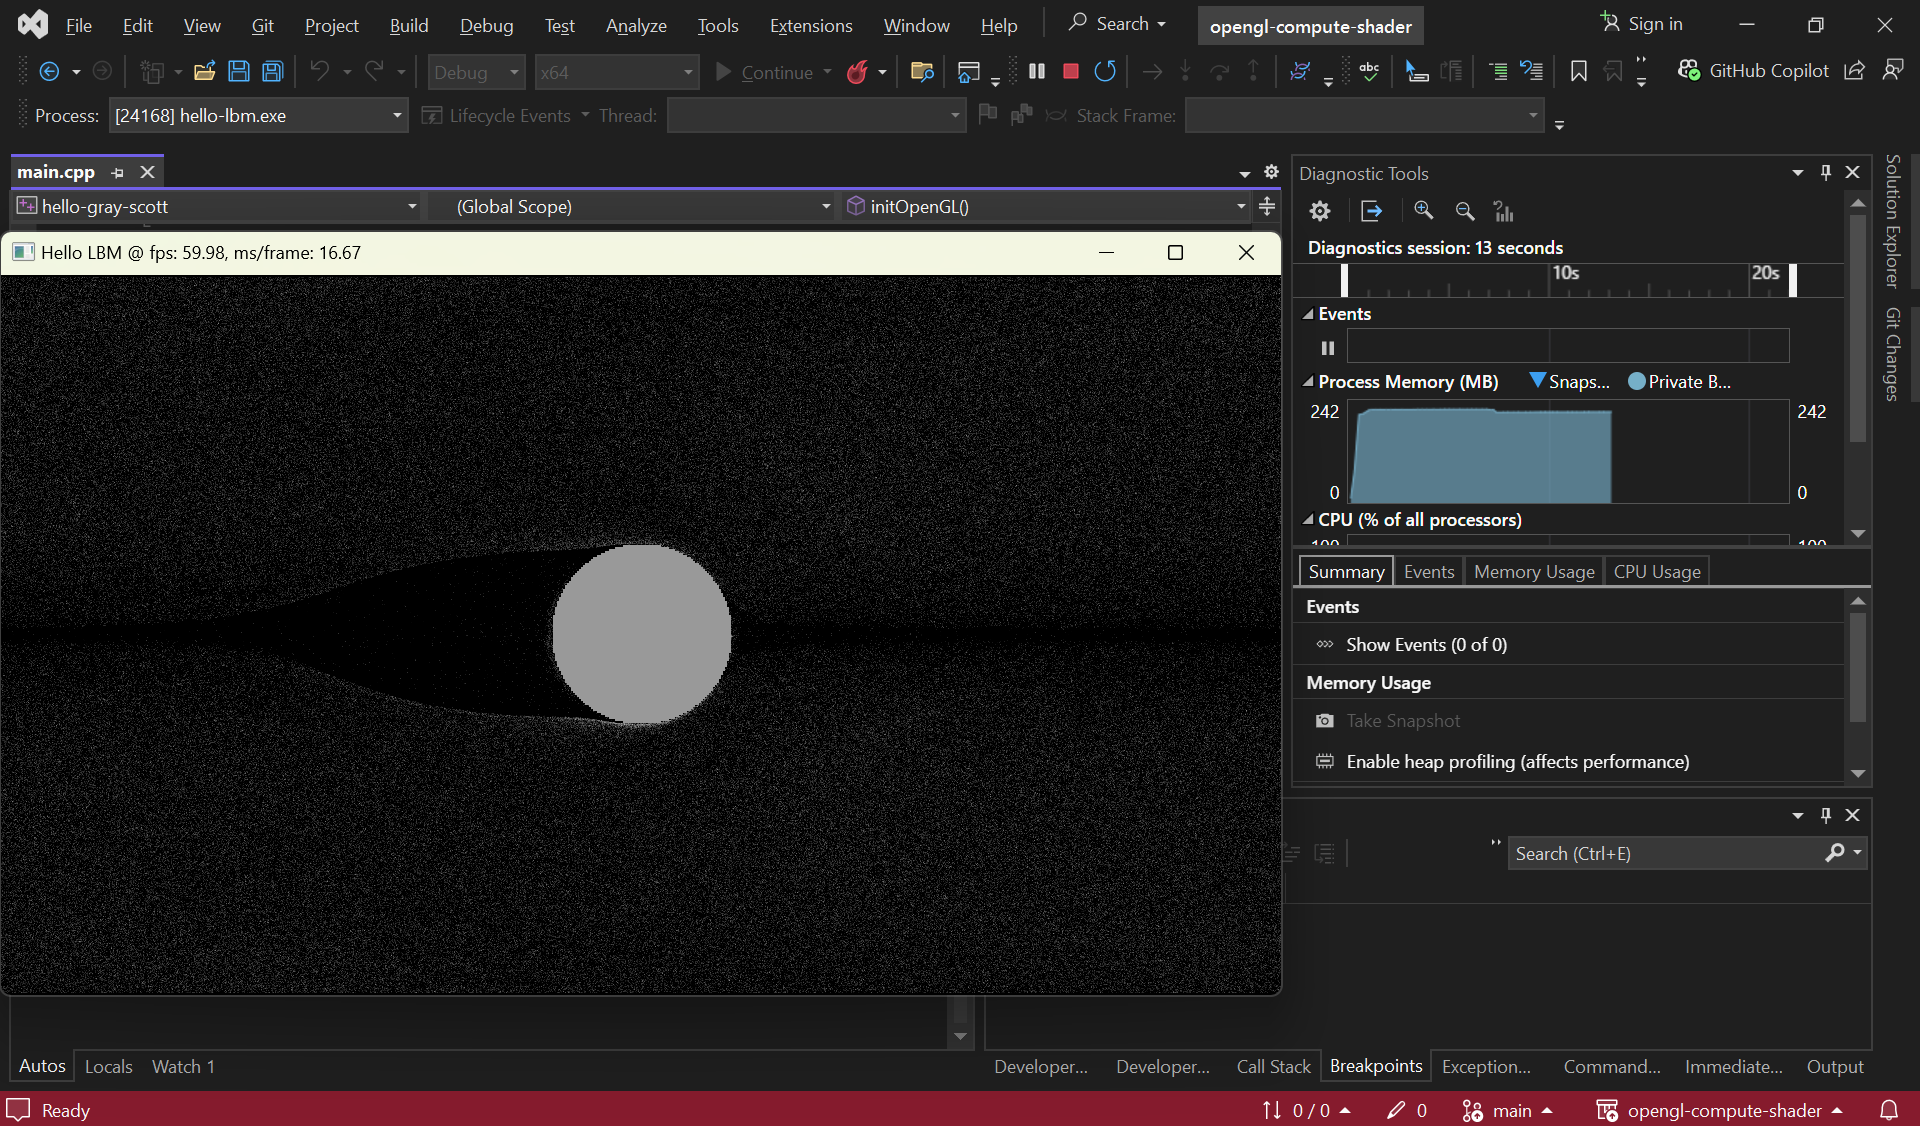 File Edit View Git Project Build Debug Test Analyze Tools Extensions Window Help Search opengl-compute-shader Sign in
Debug x64 Continue abc GitHub Copilot
Process: [24168] hello-lbm.exe Lifecycle Events Thread: Stack Frame:
main.cpp
hello-gray-scott (Global Scope) initOpenGL()
Hello LBM @ fps: 59.98, ms/frame: 16.67
Diagnostic Tools
Diagnostics session: 13 seconds
10s 20s
Events
Process Memory (MB) Snaps... Private B...
242 242
0 0
CPU (% of all processors)
100 100
Summary Events Memory Usage CPU Usage
Events
Show Events (0 of 0)
Memory Usage
Take Snapshot
Enable heap profiling (affects performance)
Search (Ctrl+E)
Solution Explorer
Git Changes
Autos Locals Watch 1
Developer... Developer... Call Stack Breakpoints Exception... Command... Immediate... Output
Ready 0 / 0 0 main opengl-compute-shader